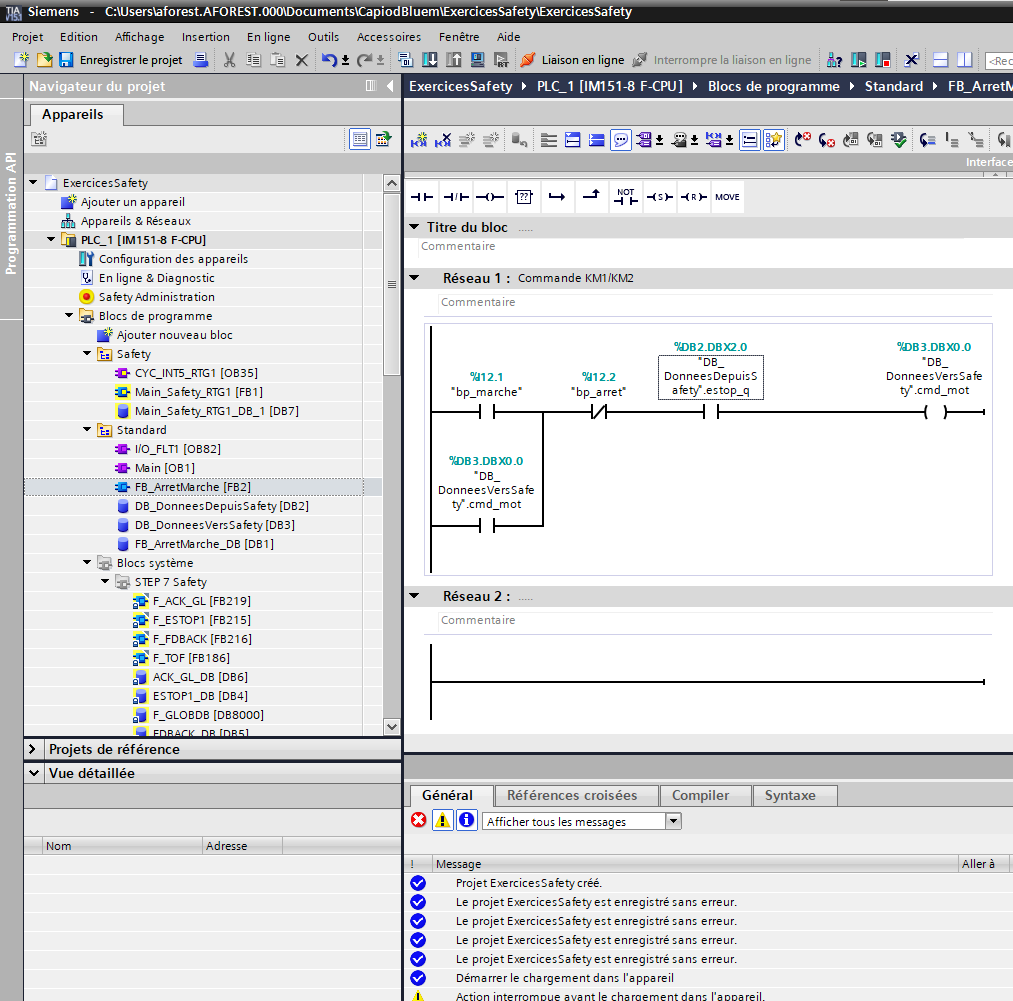 Siemens - C:\Users\aforest.AFOREST.000\Documents\CapiodBluem\ExercicesSafety\ExercicesSafety
Projet Edition Affichage Insertion En ligne Outils Accessoires Fenêtre Aide
Enregistrer le projet Liaison en ligne Interrompre la liaison en ligne <Rec
Navigateur du projet
ExercicesSafety PLC_1 [IM151-8 F-CPU] Blocs de programme Standard FB_ArretM
Appareils
Programmation API
Interface
ExercicesSafety
Ajouter un appareil
Appareils & Réseaux
PLC_1 [IM151-8 F-CPU]
Configuration des appareils
En ligne & Diagnostic
Safety Administration
Blocs de programme
Ajouter nouveau bloc
Safety
CYC_INT5_RTG1 [OB35]
Main_Safety_RTG1 [FB1]
Main_Safety_RTG1_DB_1 [DB7]
Standard
I/O_FLT1 [OB82]
Main [OB1]
FB_ArretMarche [FB2]
DB_DonneesDepuisSafety [DB2]
DB_DonneesVersSafety [DB3]
FB_ArretMarche_DB [DB1]
Blocs système
STEP 7 Safety
F_ACK_GL [FB219]
F_ESTOP1 [FB215]
F_FDBACK [FB216]
F_TOF [FB186]
ACK_GL_DB [DB6]
ESTOP1_DB [DB4]
F_GLOBDB [DB8000]
FDBACK_DB [DB5]
Projets de référence
Vue détaillée
Nom Adresse
?? NOT S R MOVE
Titre du bloc .....
Commentaire
Réseau 1 : Commande KM1/KM2
Commentaire
%I12.1
"bp_marche"
%I12.2
"bp_arret"
%DB2.DBX2.0
"DB_
DonneesDepuisS
afety".estop_q
%DB3.DBX0.0
"DB_
DonneesVersSafe
ty".cmd_mot
%DB3.DBX0.0
"DB_
DonneesVersSafe
ty".cmd_mot
Réseau 2 : .....
Commentaire
Général Références croisées Compiler Syntaxe
Afficher tous les messages
! Message Aller à
Projet ExercicesSafety créé.
Le projet ExercicesSafety est enregistré sans erreur.
Le projet ExercicesSafety est enregistré sans erreur.
Le projet ExercicesSafety est enregistré sans erreur.
Le projet ExercicesSafety est enregistré sans erreur.
Démarrer le chargement dans l'appareil
Action interrompue avant le chargement dans l'appareil.